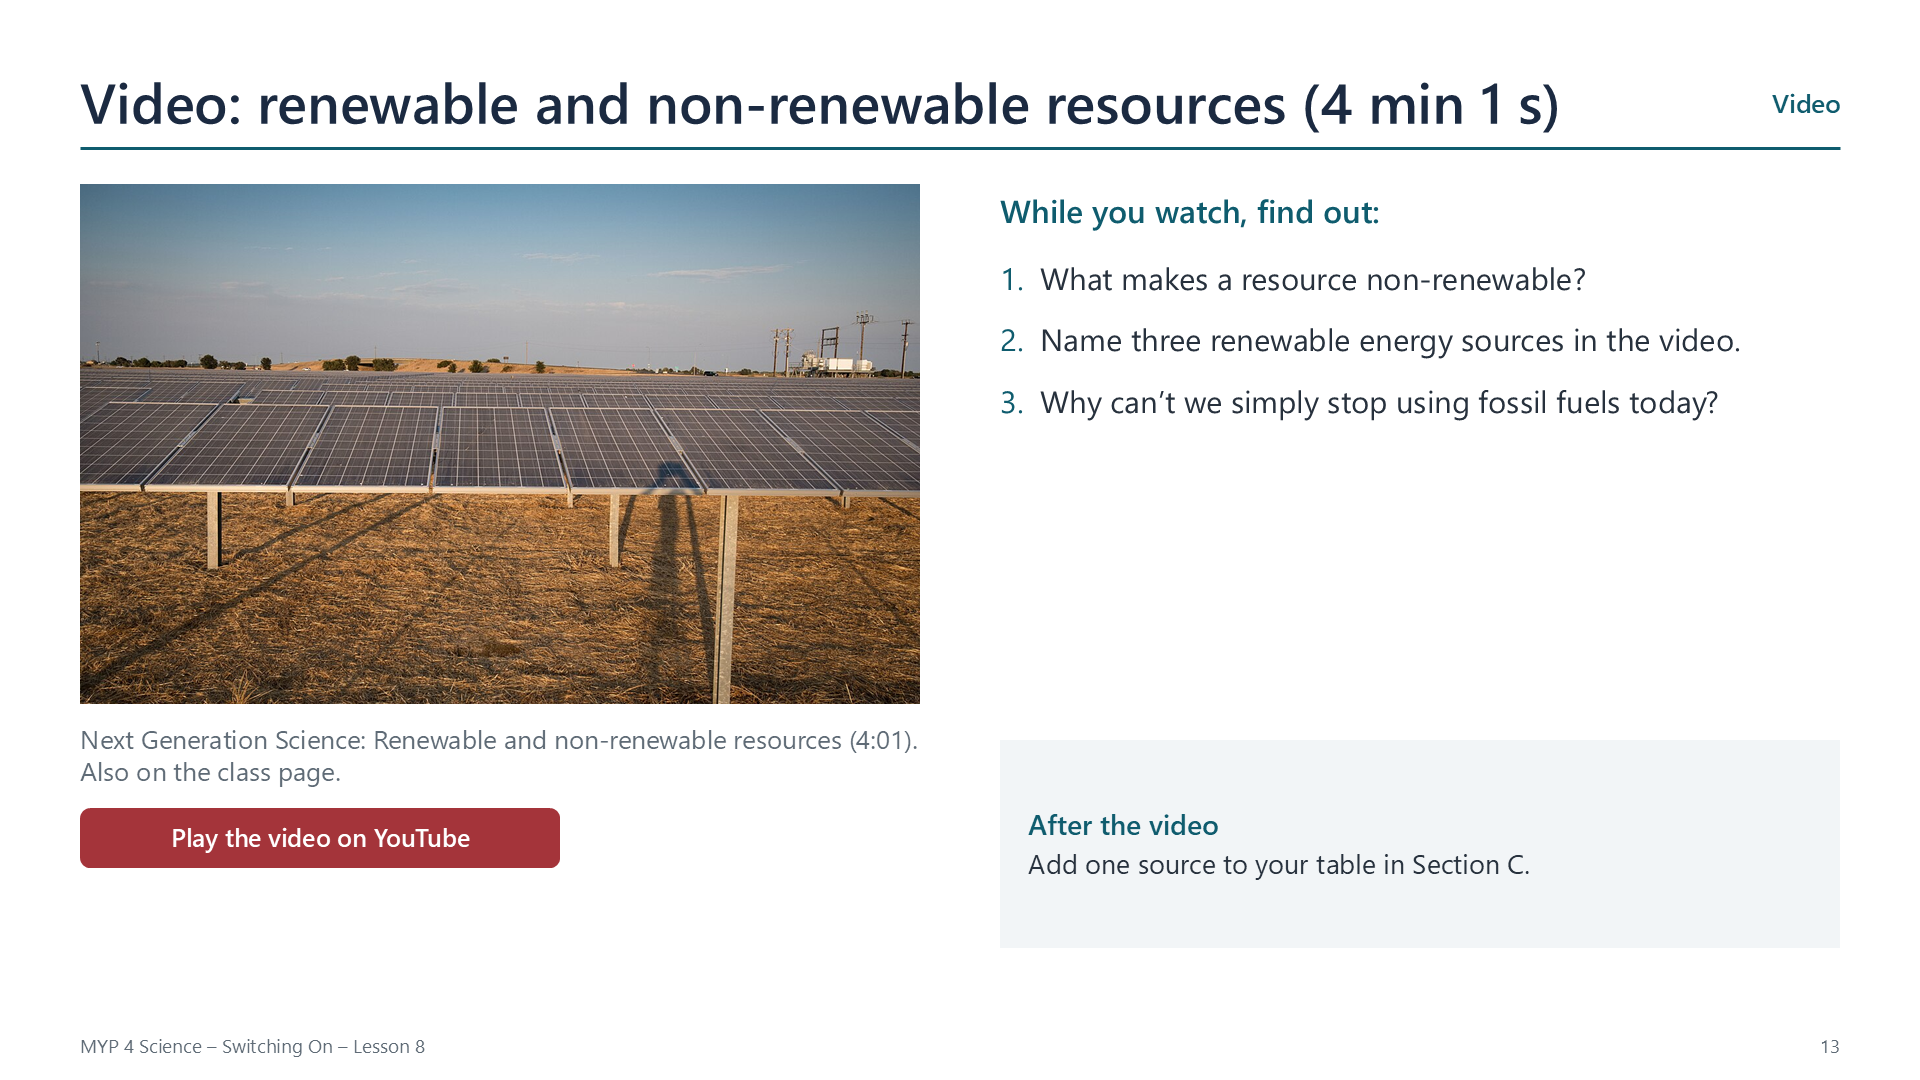 Video: renewable and non-renewable resources (4 min 1 s)
Video
While you watch, find out:
1. What makes a resource non-renewable?
2. Name three renewable energy sources in the video.
3. Why can’t we simply stop using fossil fuels today?
Next Generation Science: Renewable and non-renewable resources (4:01).
Also on the class page.
Play the video on YouTube
After the video
Add one source to your table in Section C.
MYP 4 Science – Switching On – Lesson 8
13